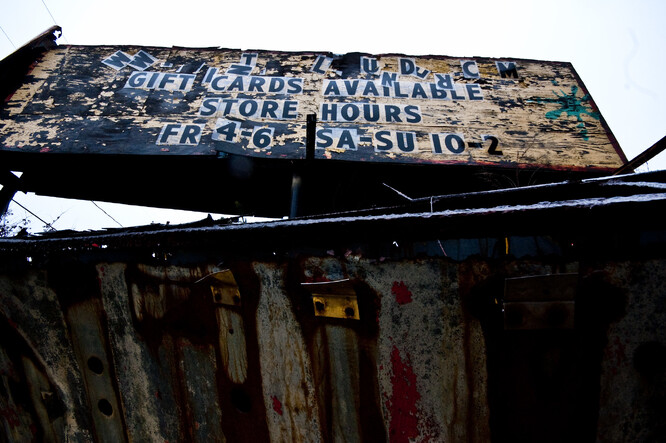 GIFT CARDS AVAILABLE
STORE HOURS
FR 4-6 SA SU 10-2